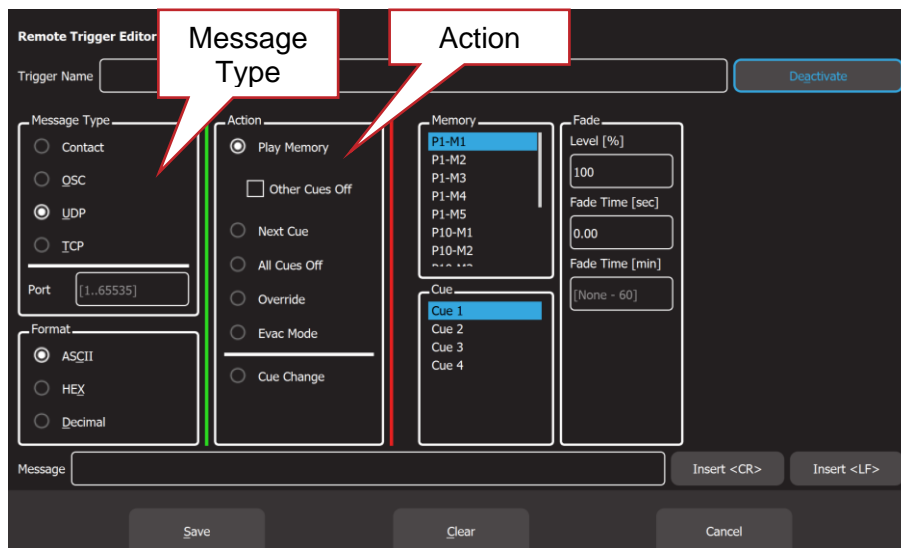 Remote Trigger Editor
Message
Type
Action
Trigger Name
Deactivate
Message Type
Contact
OSC
UDP
TCP
Port [1..65535]
Format
ASCII
HEX
Decimal
Action
Play Memory
Other Cues Off
Next Cue
All Cues Off
Override
Evac Mode
Cue Change
Memory
P1-M1
P1-M2
P1-M3
P1-M4
P1-M5
P10-M1
P10-M2
Cue
Cue 1
Cue 2
Cue 3
Cue 4
Fade
Level [%]
100
Fade Time [sec]
0.00
Fade Time [min]
[None - 60]
Message
Insert <CR>
Insert <LF>
Save
Clear
Cancel